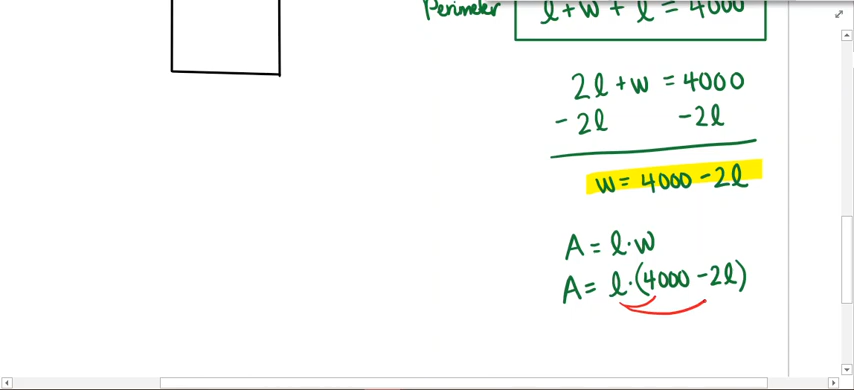 Perimeter l + w + l = 4000
2l + w = 4000
- 2l - 2l
w = 4000 - 2l
A = l · w
A = l · (4000 - 2l)